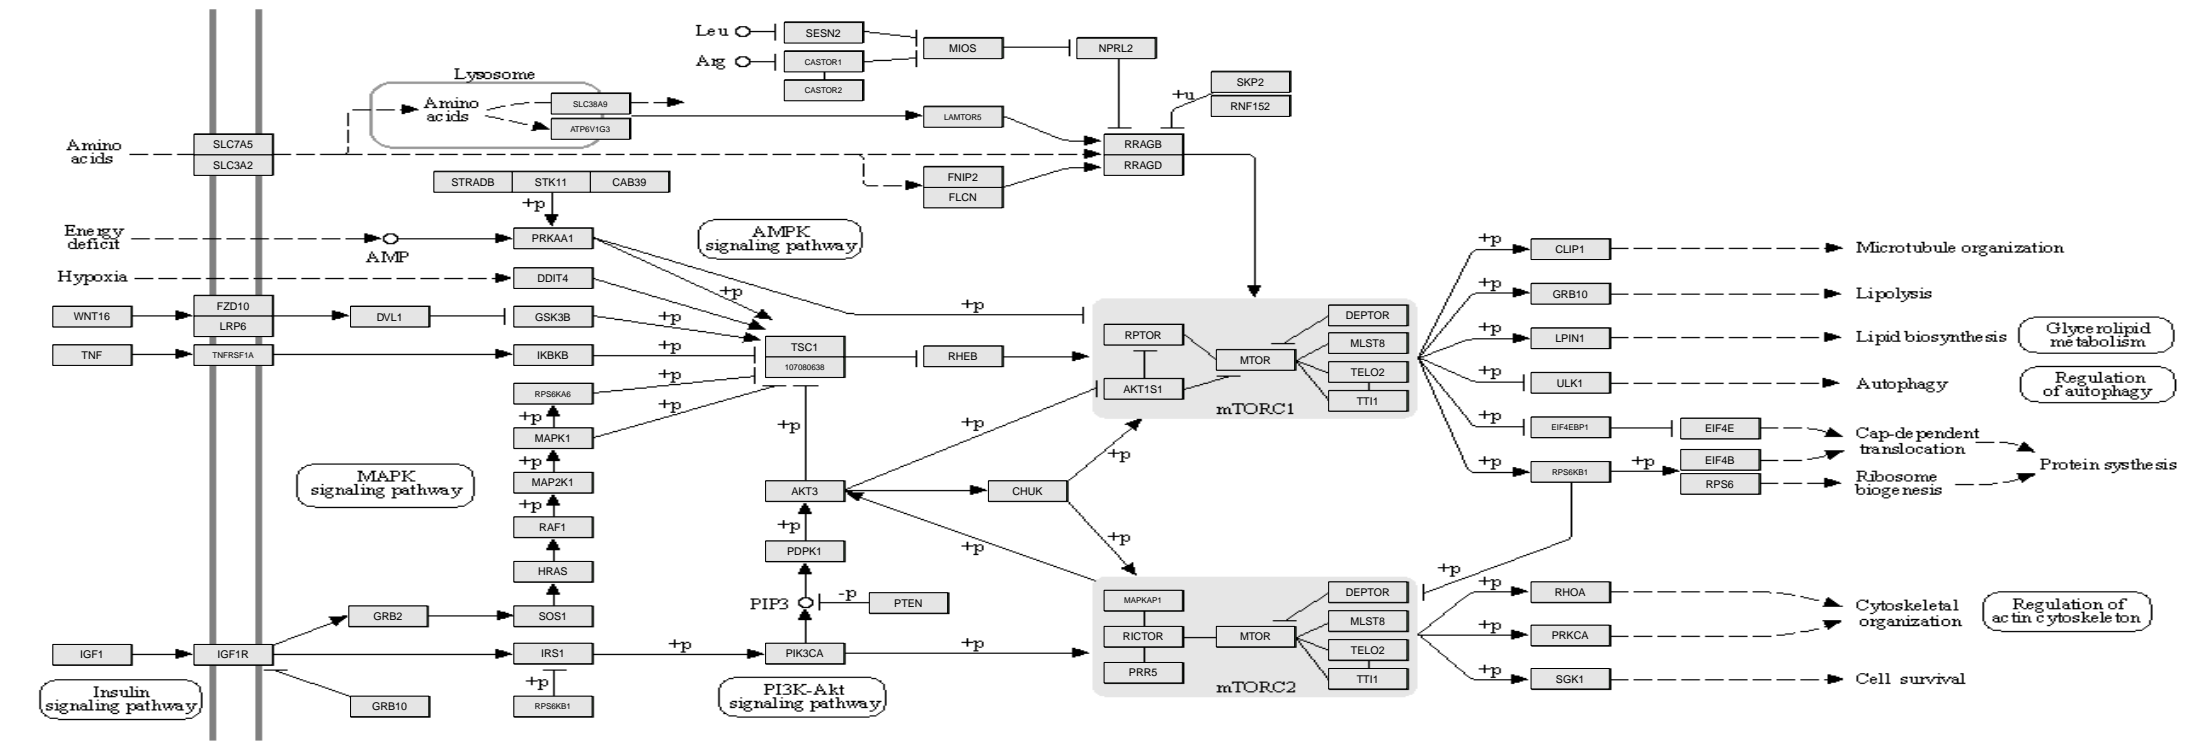 Leu
SESN2
MIOS
NPRL2
Arg
CASTOR1
CASTOR2
SKP2
RNF152
+u
Lysosome
Amino
acids
SLC38A9
ATP6V1G3
LAMTOR5
Amino
acids
SLC7A5
SLC3A2
RRAGB
RRAGD
STRADB
STK11
CAB39
FNIP2
FLCN
+p
Energy
deficit
AMP
PRKAA1
AMPK
signaling pathway
Hypoxia
DDIT4
+p
+p
WNT16
FZD10
LRP6
DVL1
GSK3B
+p
TNF
TNFRSF1A
IKBKB
+p
TSC1
107080638
RHEB
RPS6KA6
+p
+p
MAPK1
+p
+p
MAP2K1
+p
RAF1
HRAS
SOS1
GRB2
MAPK
signaling pathway
RPTOR
MTOR
AKT1S1
DEPTOR
MLST8
TELO2
TTI1
mTORC1
+p
+p
AKT3
CHUK
+p
+p
+p
+p
PDPK1
PIP3
-p
PTEN
IGF1
IGF1R
IRS1
+p
PIK3CA
+p
Insulin
signaling pathway
GRB10
+p
RPS6KB1
PI3K-Akt
signaling pathway
MAPKAP1
RICTOR
PRR5
MTOR
DEPTOR
MLST8
TELO2
TTI1
mTORC2
+p
CLIP1
Microtubule organization
+p
GRB10
Lipolysis
+p
LPIN1
Lipid biosynthesis
Glycerolipid
metabolism
+p
ULK1
Autophagy
Regulation
of autophagy
+p
EIF4EBP1
EIF4E
Cap-dependent
translocation
+p
RPS6KB1
+p
EIF4B
RPS6
Ribosome
biogenesis
Protein systhesis
+p
+p
RHOA
+p
PRKCA
Cytoskeletal
organization
Regulation of
actin cytoskeleton
+p
SGK1
Cell survival